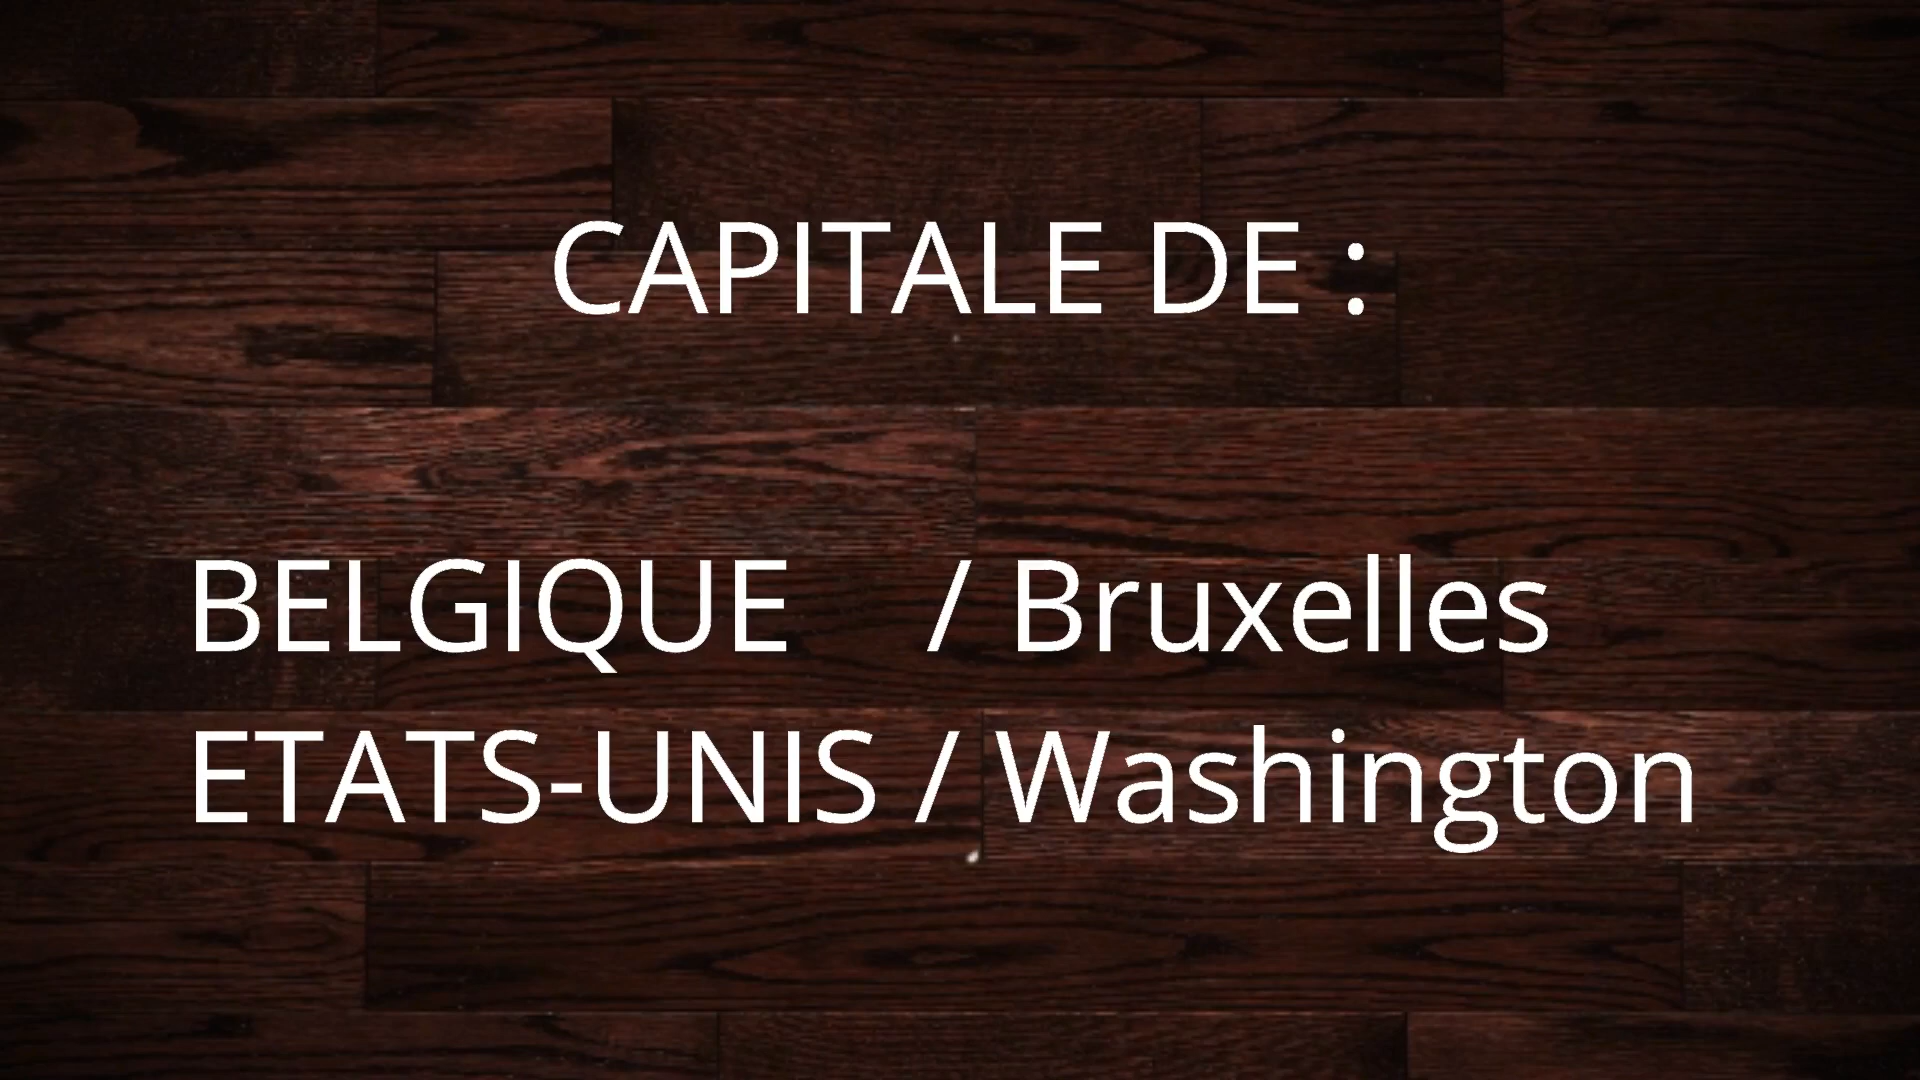 CAPITALE DE :
BELGIQUE / Bruxelles
ETATS-UNIS / Washington